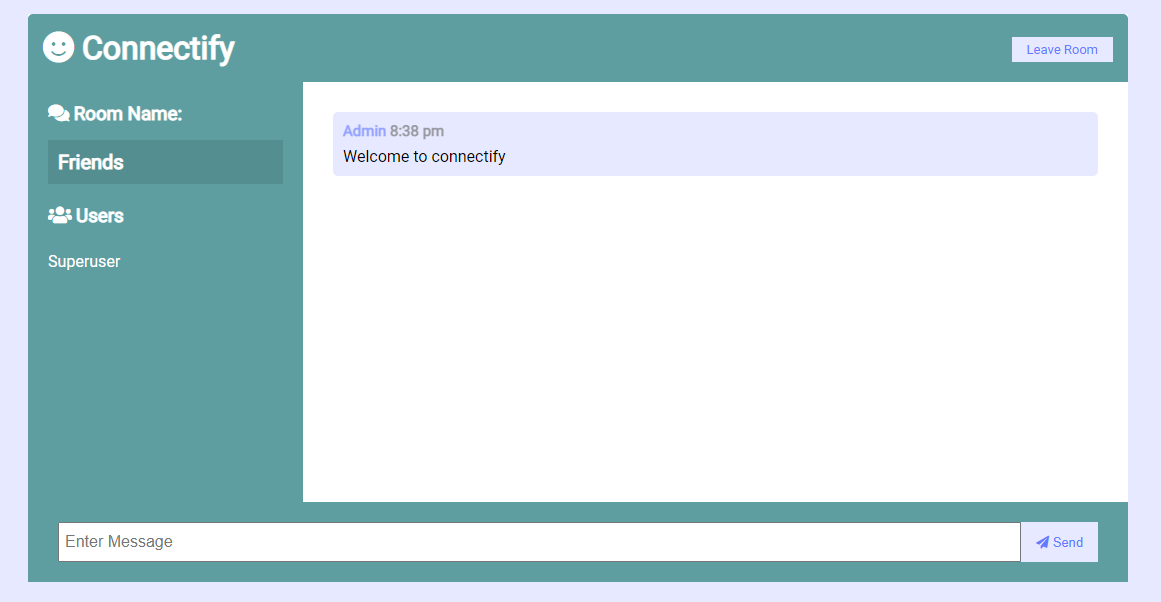 Connectify
Leave Room
Room Name:
Friends
Users
Superuser
Admin 8:38 pm
Welcome to connectify
Enter Message
Send